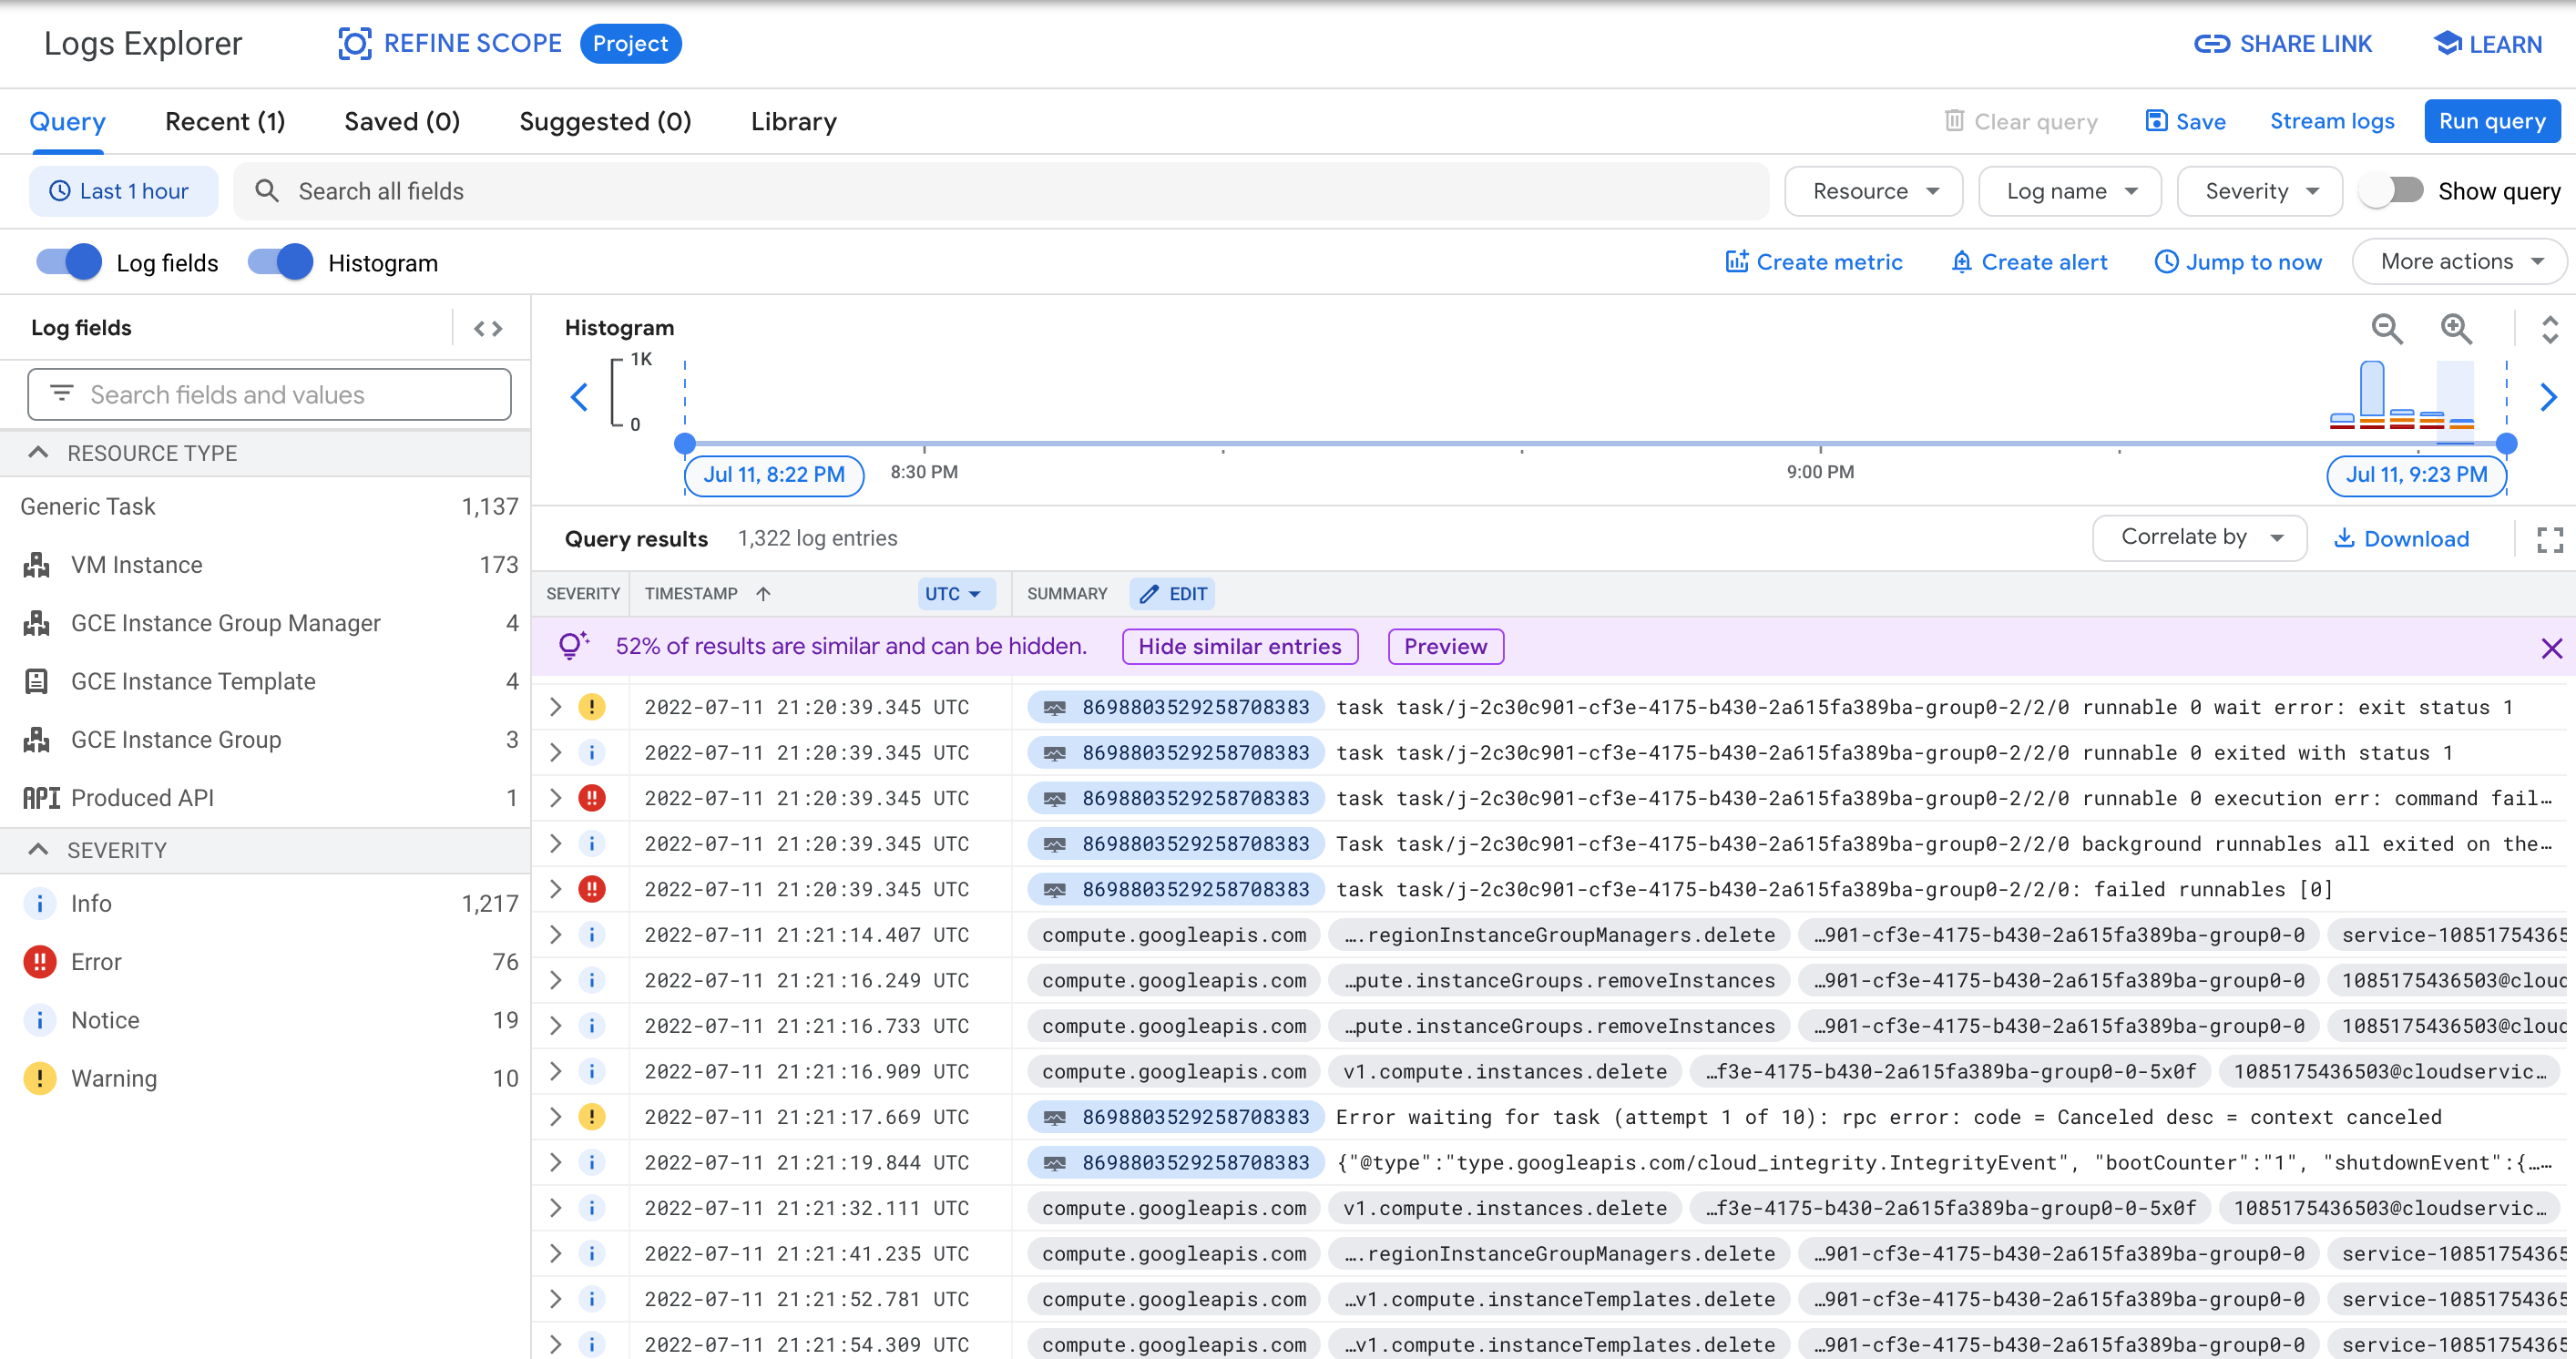 Logs Explorer REFINE SCOPE Project SHARE LINK LEARN
Query Recent (1) Saved (0) Suggested (0) Library Clear query Save Stream logs Run query
Last 1 hour Search all fields Resource Log name Severity Show query
Log fields Histogram Create metric Create alert Jump to now More actions
Log fields
Search fields and values
RESOURCE TYPE
Generic Task 1,137
VM Instance 173
GCE Instance Group Manager 4
GCE Instance Template 4
GCE Instance Group 3
API Produced API 1
SEVERITY
Info 1,217
Error 76
Notice 19
Warning 10
Histogram
1K
0
Jul 11, 8:22 PM 8:30 PM 9:00 PM Jul 11, 9:23 PM
Query results 1,322 log entries Correlate by Download
SEVERITY TIMESTAMP UTC SUMMARY EDIT
52% of results are similar and can be hidden. Hide similar entries Preview
2022-07-11 21:20:39.345 UTC 8698803529258708383 task task/j-2c30c901-cf3e-4175-b430-2a615fa389ba-group0-2/2/0 runnable 0 wait error: exit status 1
2022-07-11 21:20:39.345 UTC 8698803529258708383 task task/j-2c30c901-cf3e-4175-b430-2a615fa389ba-group0-2/2/0 runnable 0 exited with status 1
2022-07-11 21:20:39.345 UTC 8698803529258708383 task task/j-2c30c901-cf3e-4175-b430-2a615fa389ba-group0-2/2/0 runnable 0 execution err: command fail…
2022-07-11 21:20:39.345 UTC 8698803529258708383 Task task/j-2c30c901-cf3e-4175-b430-2a615fa389ba-group0-2/2/0 background runnables all exited on the…
2022-07-11 21:20:39.345 UTC 8698803529258708383 task task/j-2c30c901-cf3e-4175-b430-2a615fa389ba-group0-2/2/0: failed runnables [0]
2022-07-11 21:21:14.407 UTC compute.googleapis.com ….regionInstanceGroupManagers.delete …901-cf3e-4175-b430-2a615fa389ba-group0-0 service-10851754365
2022-07-11 21:21:16.249 UTC compute.googleapis.com …pute.instanceGroups.removeInstances …901-cf3e-4175-b430-2a615fa389ba-group0-0 1085175436503@cloud
2022-07-11 21:21:16.733 UTC compute.googleapis.com …pute.instanceGroups.removeInstances …901-cf3e-4175-b430-2a615fa389ba-group0-0 1085175436503@cloud
2022-07-11 21:21:16.909 UTC compute.googleapis.com v1.compute.instances.delete …f3e-4175-b430-2a615fa389ba-group0-0-5x0f 1085175436503@cloudservic…
2022-07-11 21:21:17.669 UTC 8698803529258708383 Error waiting for task (attempt 1 of 10): rpc error: code = Canceled desc = context canceled
2022-07-11 21:21:19.844 UTC 8698803529258708383 {"@type":"type.googleapis.com/cloud_integrity.IntegrityEvent", "bootCounter":"1", "shutdownEvent":{……
2022-07-11 21:21:32.111 UTC compute.googleapis.com v1.compute.instances.delete …f3e-4175-b430-2a615fa389ba-group0-0-5x0f 1085175436503@cloudservic…
2022-07-11 21:21:41.235 UTC compute.googleapis.com ….regionInstanceGroupManagers.delete …901-cf3e-4175-b430-2a615fa389ba-group0-0 service-10851754365
2022-07-11 21:21:52.781 UTC compute.googleapis.com …v1.compute.instanceTemplates.delete …901-cf3e-4175-b430-2a615fa389ba-group0-0 service-10851754365
2022-07-11 21:21:54.309 UTC compute.googleapis.com …v1.compute.instanceTemplates.delete …901-cf3e-4175-b430-2a615fa389ba-group0-0 service-10851754365